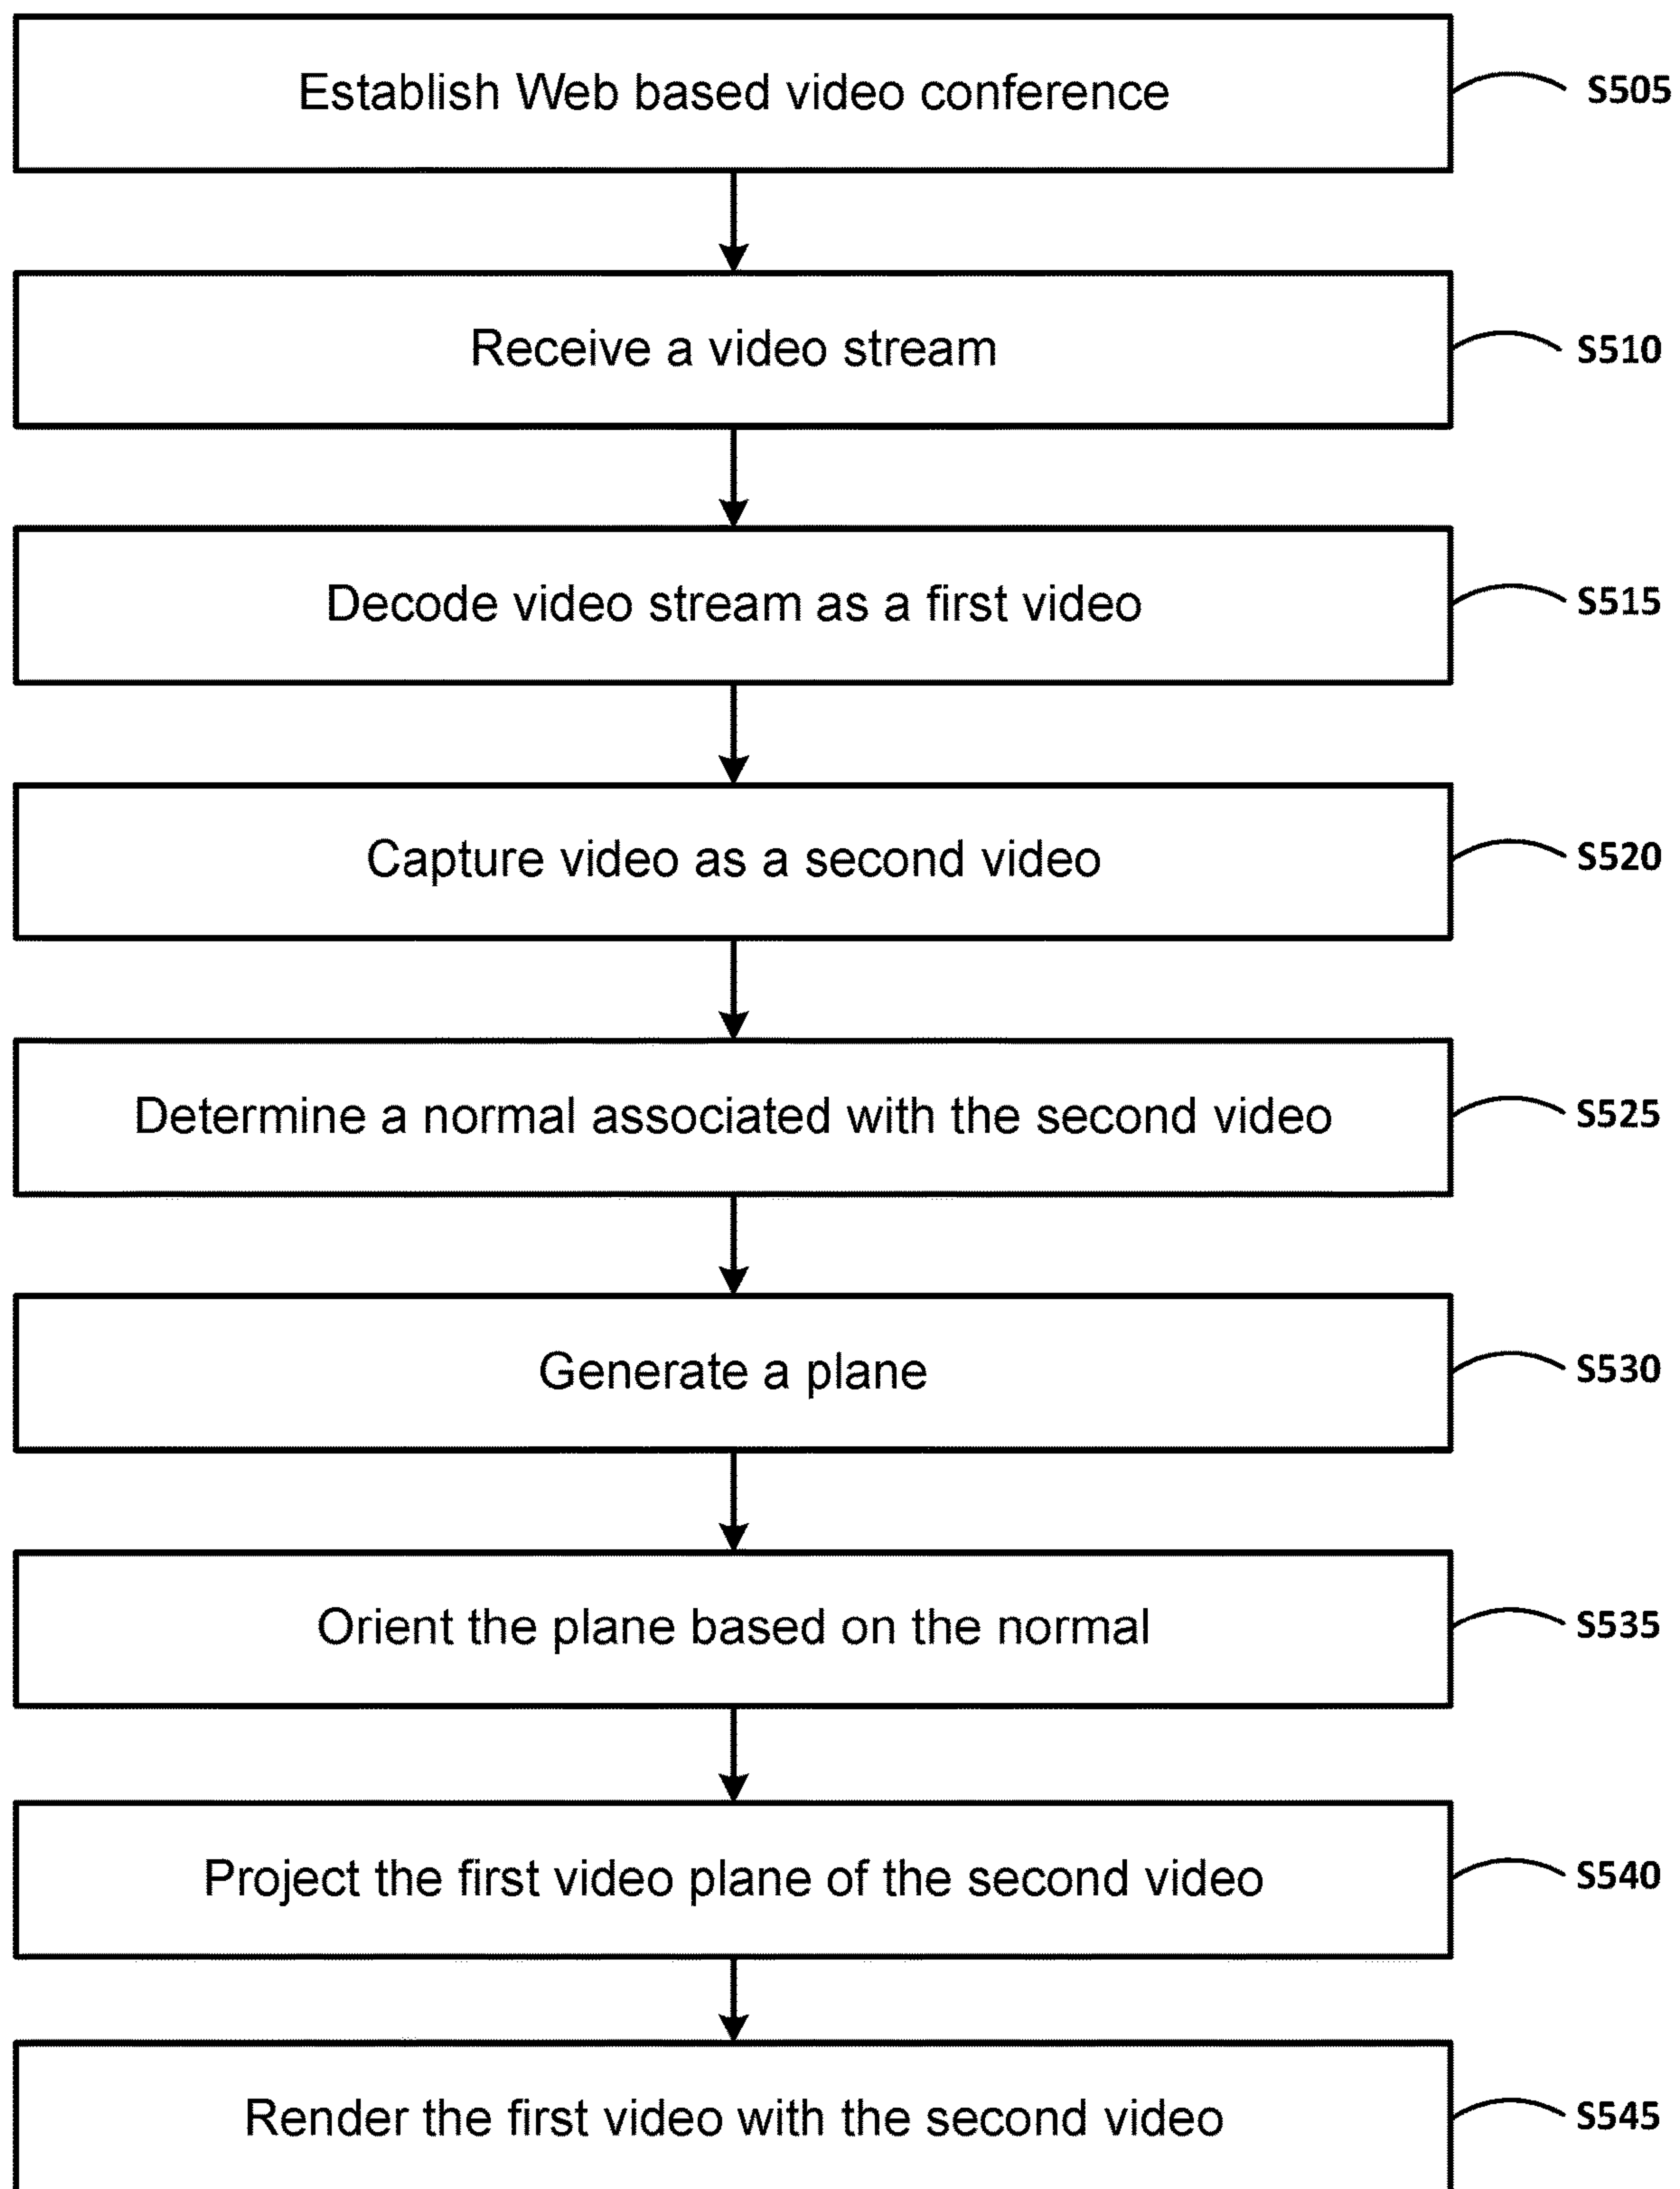 Establish Web based video conference
S505
Receive a video stream
S510
Decode video stream as a first video
S515
Capture video as a second video
S520
Determine a normal associated with the second video
S525
Generate a plane
S530
Orient the plane based on the normal
S535
Project the first video plane of the second video
S540
Render the first video with the second video
S545